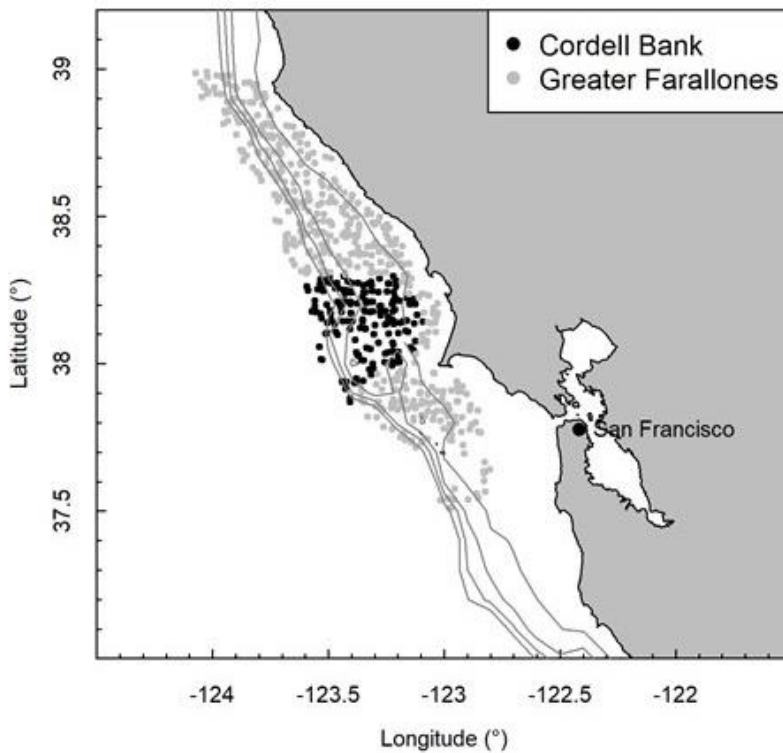 Cordell Bank
Greater Farallones
39
38.5
38
37.5
Latitude (°)
San Francisco
-124
-123.5
-123
-122.5
-122
Longitude (°)